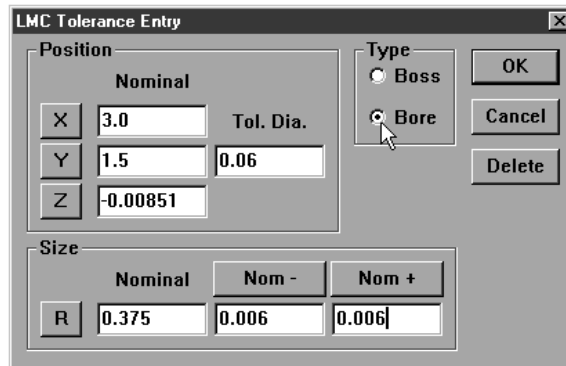 LMC Tolerance Entry
Position
Nominal
X 3.0 Tol. Dia.
Y 1.5 0.06
Z -0.00851
Type
Boss
Bore
OK
Cancel
Delete
Size
Nominal Nom - Nom +
R 0.375 0.006 0.006